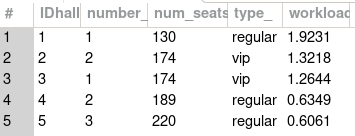 IDhall number_ num_seats type_ workload
1 1 1 130 regular 1.9231
2 2 2 174 vip 1.3218
3 3 1 174 vip 1.2644
4 4 2 189 regular 0.6349
5 5 3 220 regular 0.6061